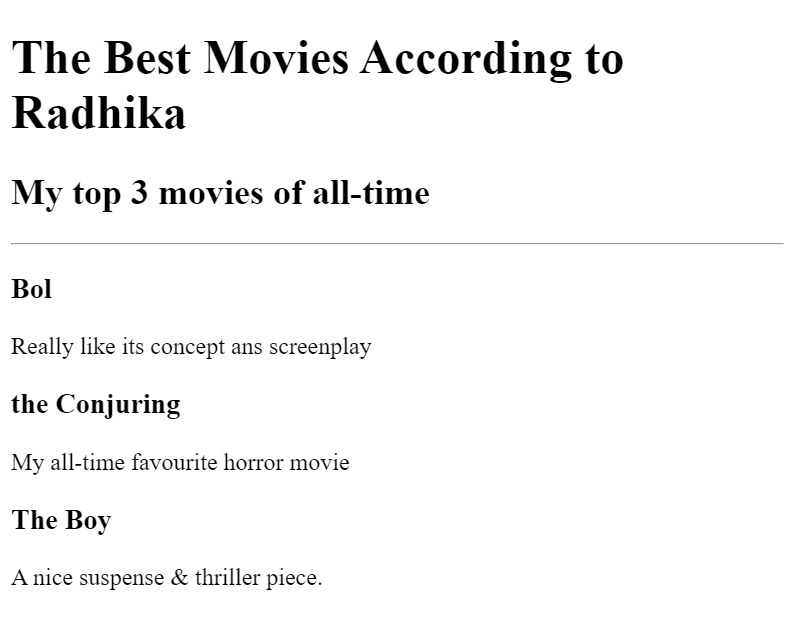 The Best Movies According to
Radhika
My top 3 movies of all-time
Bol
Really like its concept ans screenplay
the Conjuring
My all-time favourite horror movie
The Boy
A nice suspense & thriller piece.